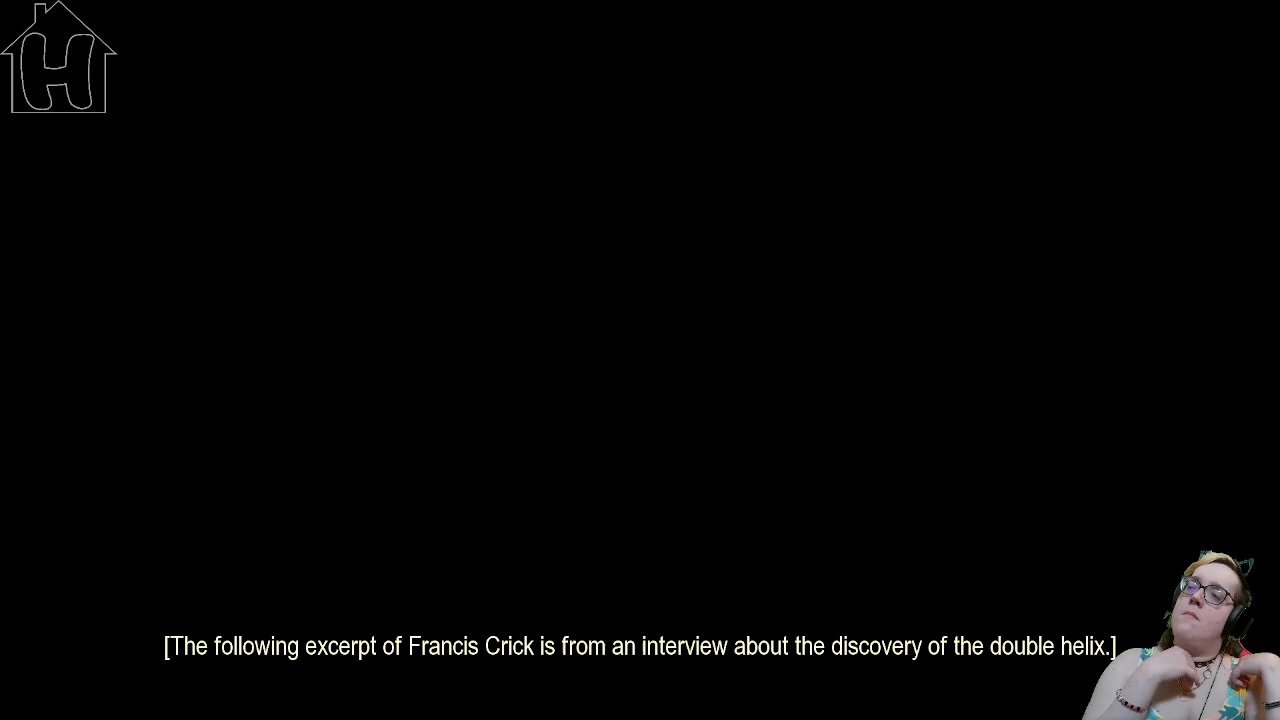 H
[The following excerpt of Francis Crick is from an interview about the discovery of the double helix.]